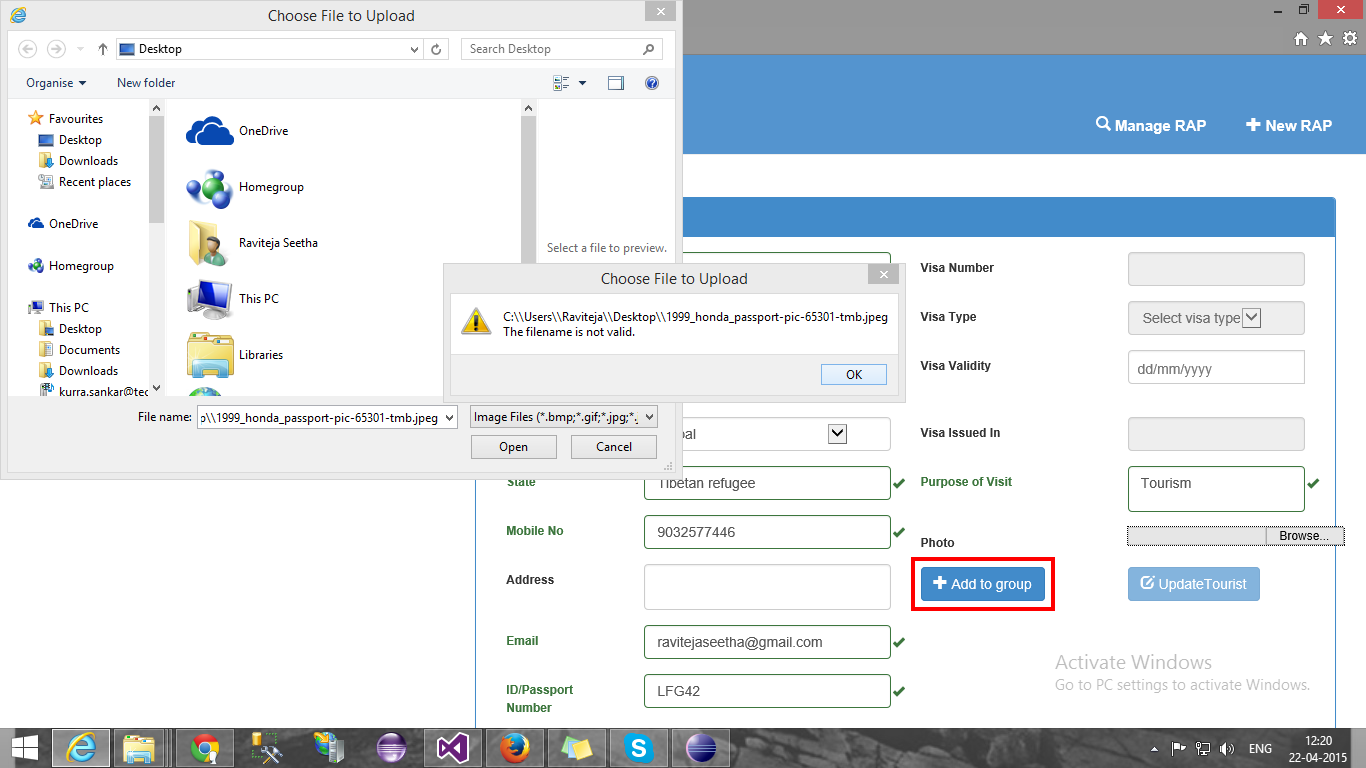 Choose File to Upload
Desktop
Search Desktop
Organise
New folder
Favourites
Desktop
Downloads
Recent places
OneDrive
Homegroup
This PC
Desktop
Documents
Downloads
kurra.sankar@tec
OneDrive
Homegroup
Raviteja Seetha
This PC
Libraries
Select a file to preview.
File name:
\\1999_honda_passport-pic-65301-tmb.jpeg
Image Files (*.bmp;*.gif;*.jpg;*.
Open
Cancel
Choose File to Upload
C:\\Users\\Raviteja\\Desktop\\1999_honda_passport-pic-65301-tmb.jpeg
The filename is not valid.
OK
Manage RAP
New RAP
Visa Number
Visa Type
Select visa type
Visa Validity
dd/mm/yyyy
Visa Issued In
State
Tibetan refugee
Purpose of Visit
Tourism
Mobile No
9032577446
Photo
Browse...
Address
Add to group
UpdateTourist
Email
ravitejaseetha@gmail.com
ID/Passport
Number
LFG42
Activate Windows
Go to PC settings to activate Windows.
ENG
12:20
22-04-2015